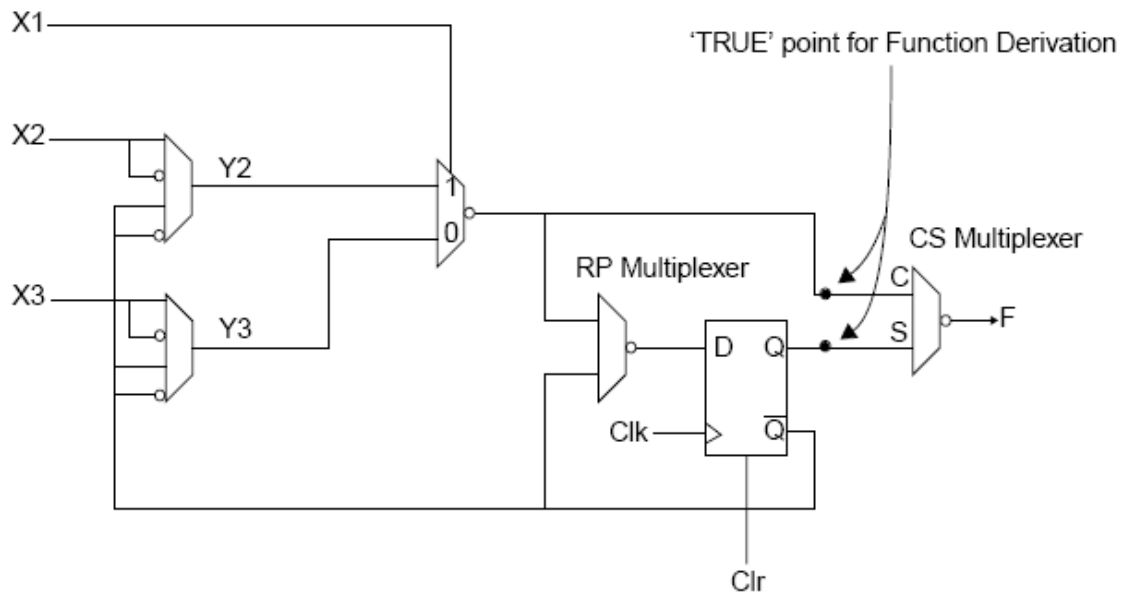 X1
‘TRUE’ point for Function Derivation
X2
Y2
1
0
CS Multiplexer
RP Multiplexer
C
X3
F
Y3
S
D
Q
Clk
Q̅
Clr